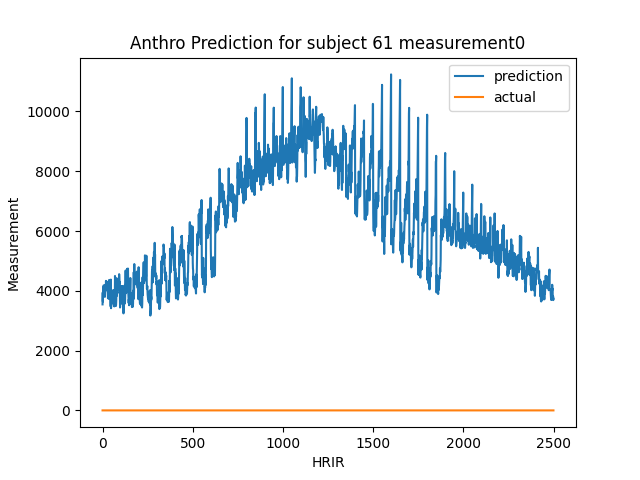 Anthro Prediction for subject 61 measurement0
prediction
actual
10000
8000
6000
4000
2000
0
Measurement
0 500 1000 1500 2000 2500
HRIR